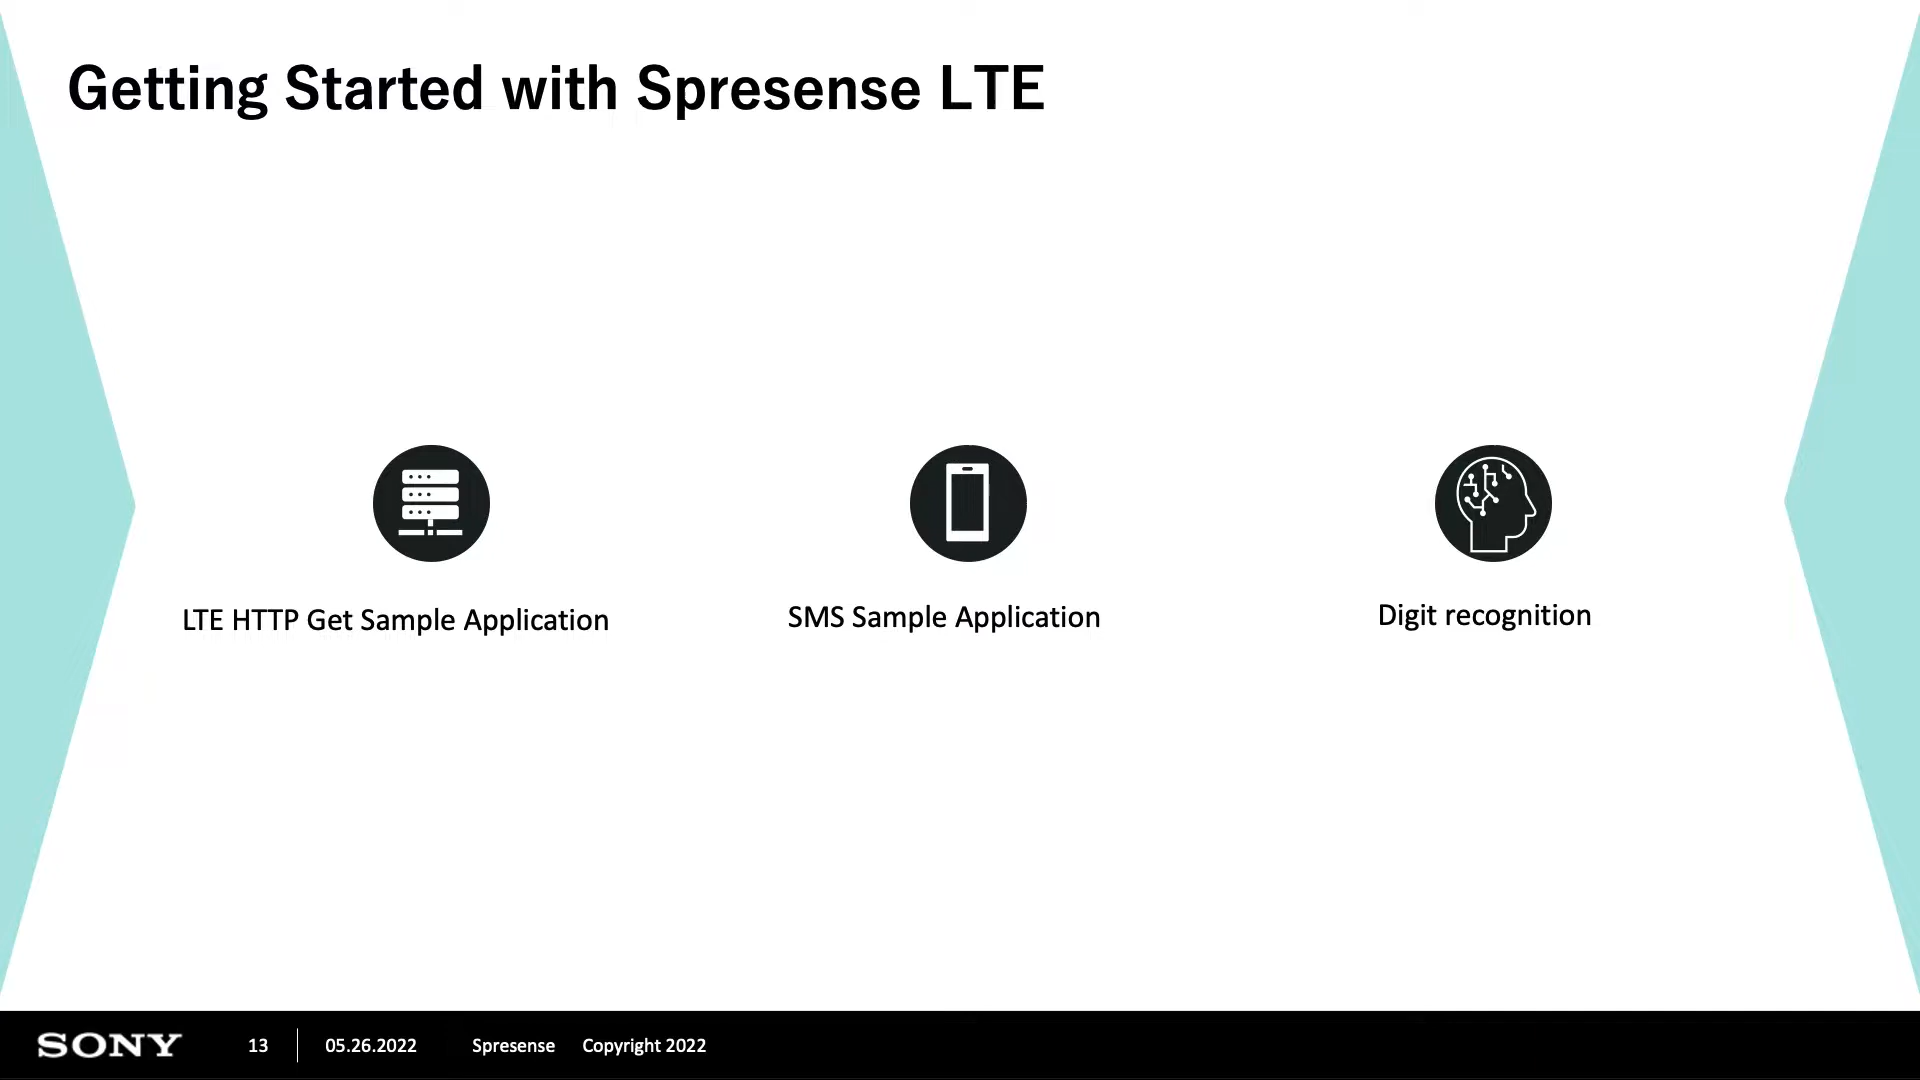 Getting Started with Spresense LTE
LTE HTTP Get Sample Application
SMS Sample Application
Digit recognition
SONY 13 05.26.2022 Spresense Copyright 2022